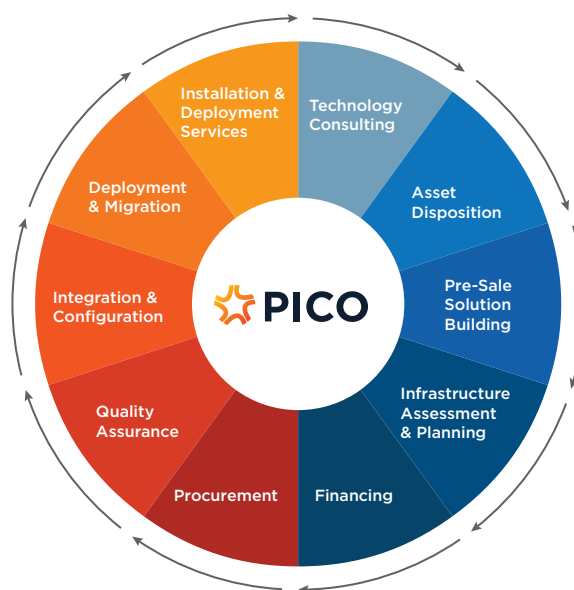 Installation &
Deployment
Services
Technology
Consulting
Asset
Disposition
Pre-Sale
Solution
Building
Infrastructure
Assessment
& Planning
Financing
Procurement
Quality
Assurance
Integration &
Configuration
Deployment
& Migration
PICO